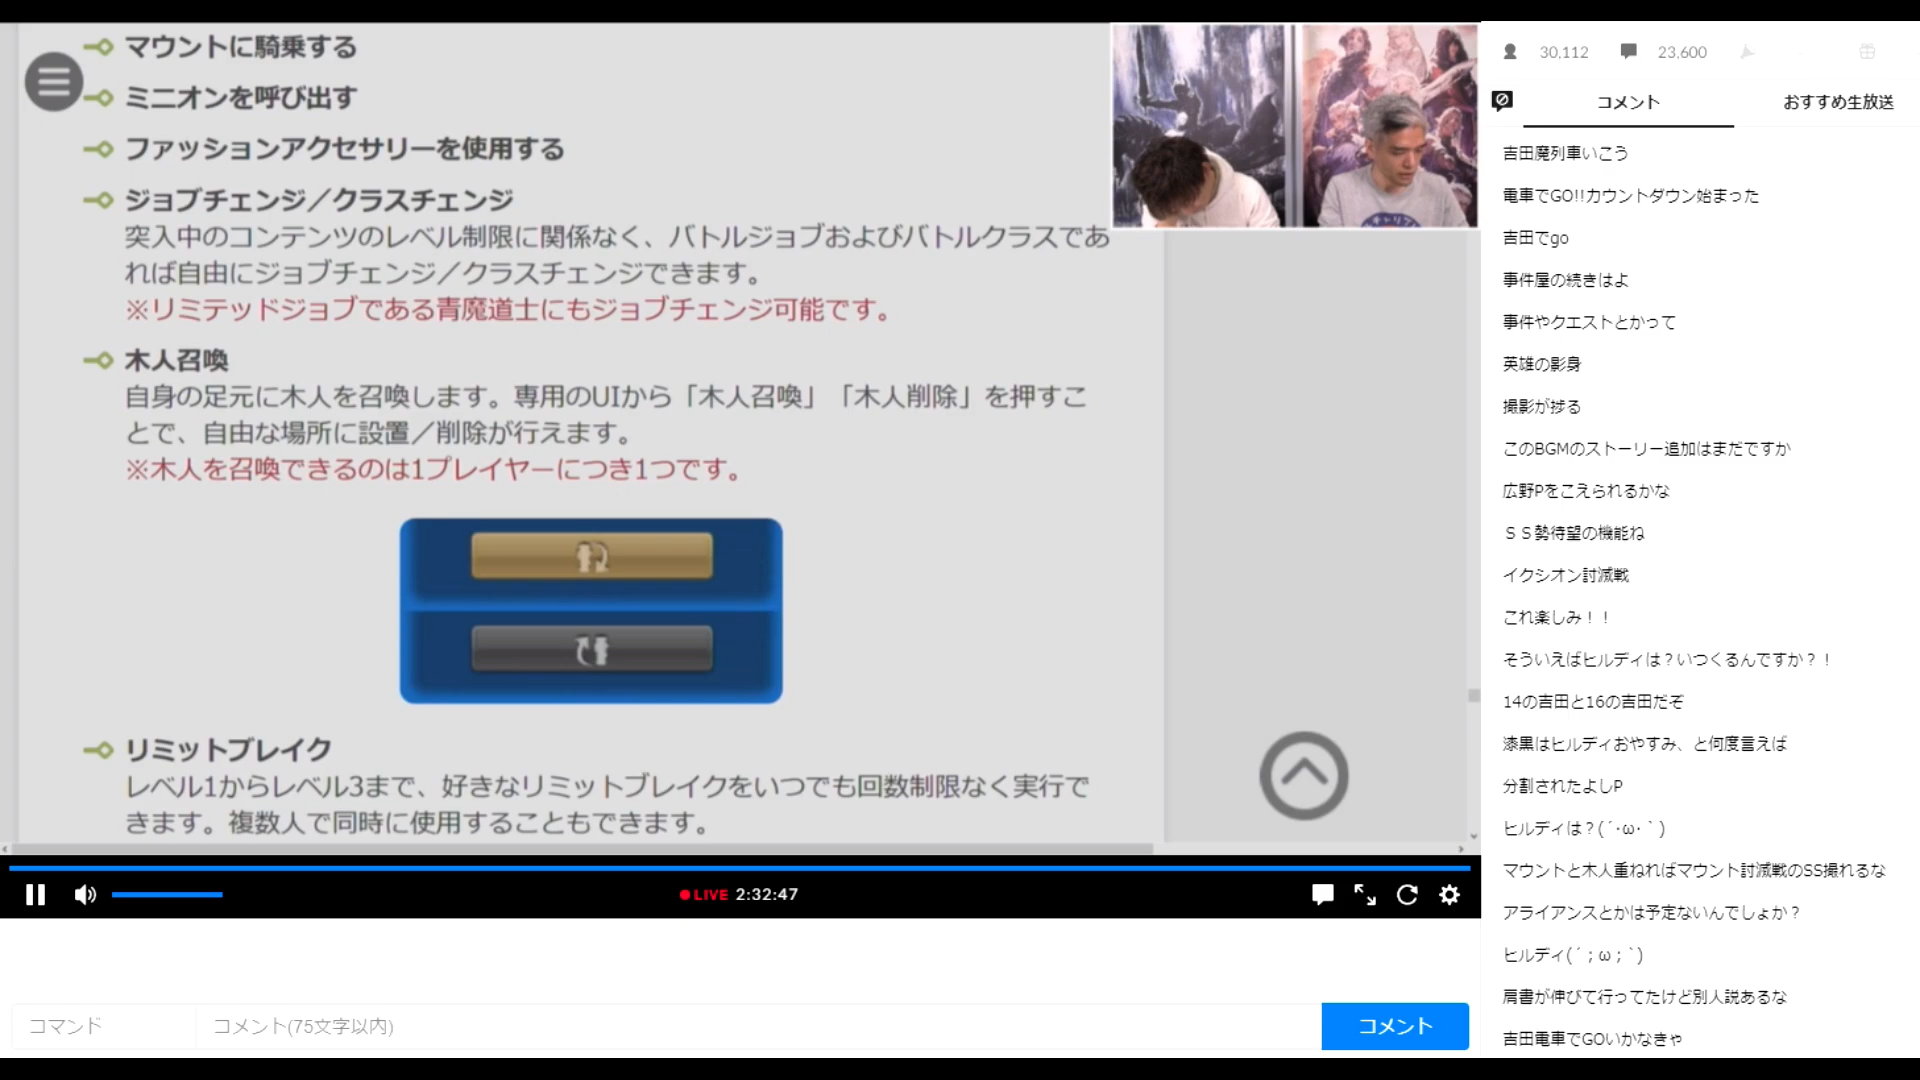 マウントに騎乗する
ミニオンを呼び出す
ファッションアクセサリーを使用する
ジョブチェンジ／クラスチェンジ
突入中のコンテンツのレベル制限に関係なく、バトルジョブおよびバトルクラスであ
れば自由にジョブチェンジ／クラスチェンジできます。
※リミテッドジョブである青魔道士にもジョブチェンジ可能です。
木人召喚
自身の足元に木人を召喚します。専用のUIから「木人召喚」「木人削除」を押すこ
とで、自由な場所に設置／削除が行えます。
※木人を召喚できるのは1プレイヤーにつき1つです。
リミットブレイク
レベル1からレベル3まで、好きなリミットブレイクをいつでも回数制限なく実行で
きます。複数人で同時に使用することもできます。
LIVE 2:32:47
コマンド
コメント(75文字以内)
コメント
30,112
23,600
コメント
おすすめ生放送
吉田魔列車いこう
電車でGO!!カウントダウン始まった
吉田でgo
事件屋の続きはよ
事件やクエストとかって
英雄の影身
撮影が捗る
このBGMのストーリー追加はまだですか
広野Pをこえられるかな
ＳＳ勢待望の機能ね
イクシオン討滅戦
これ楽しみ！！
そういえばヒルディは？いつくるんですか？！
14の吉田と16の吉田だぞ
漆黒はヒルディおやすみ、と何度言えば
分割されたよしP
ヒルディは？(´･ω･｀)
マウントと木人重ねればマウント討滅戦のSS撮れるな
アライアンスとかは予定ないんでしょか？
ヒルディ(´；ω；｀)
肩書が伸びて行ってたけど別人説あるな
吉田電車でGOいかなきゃ